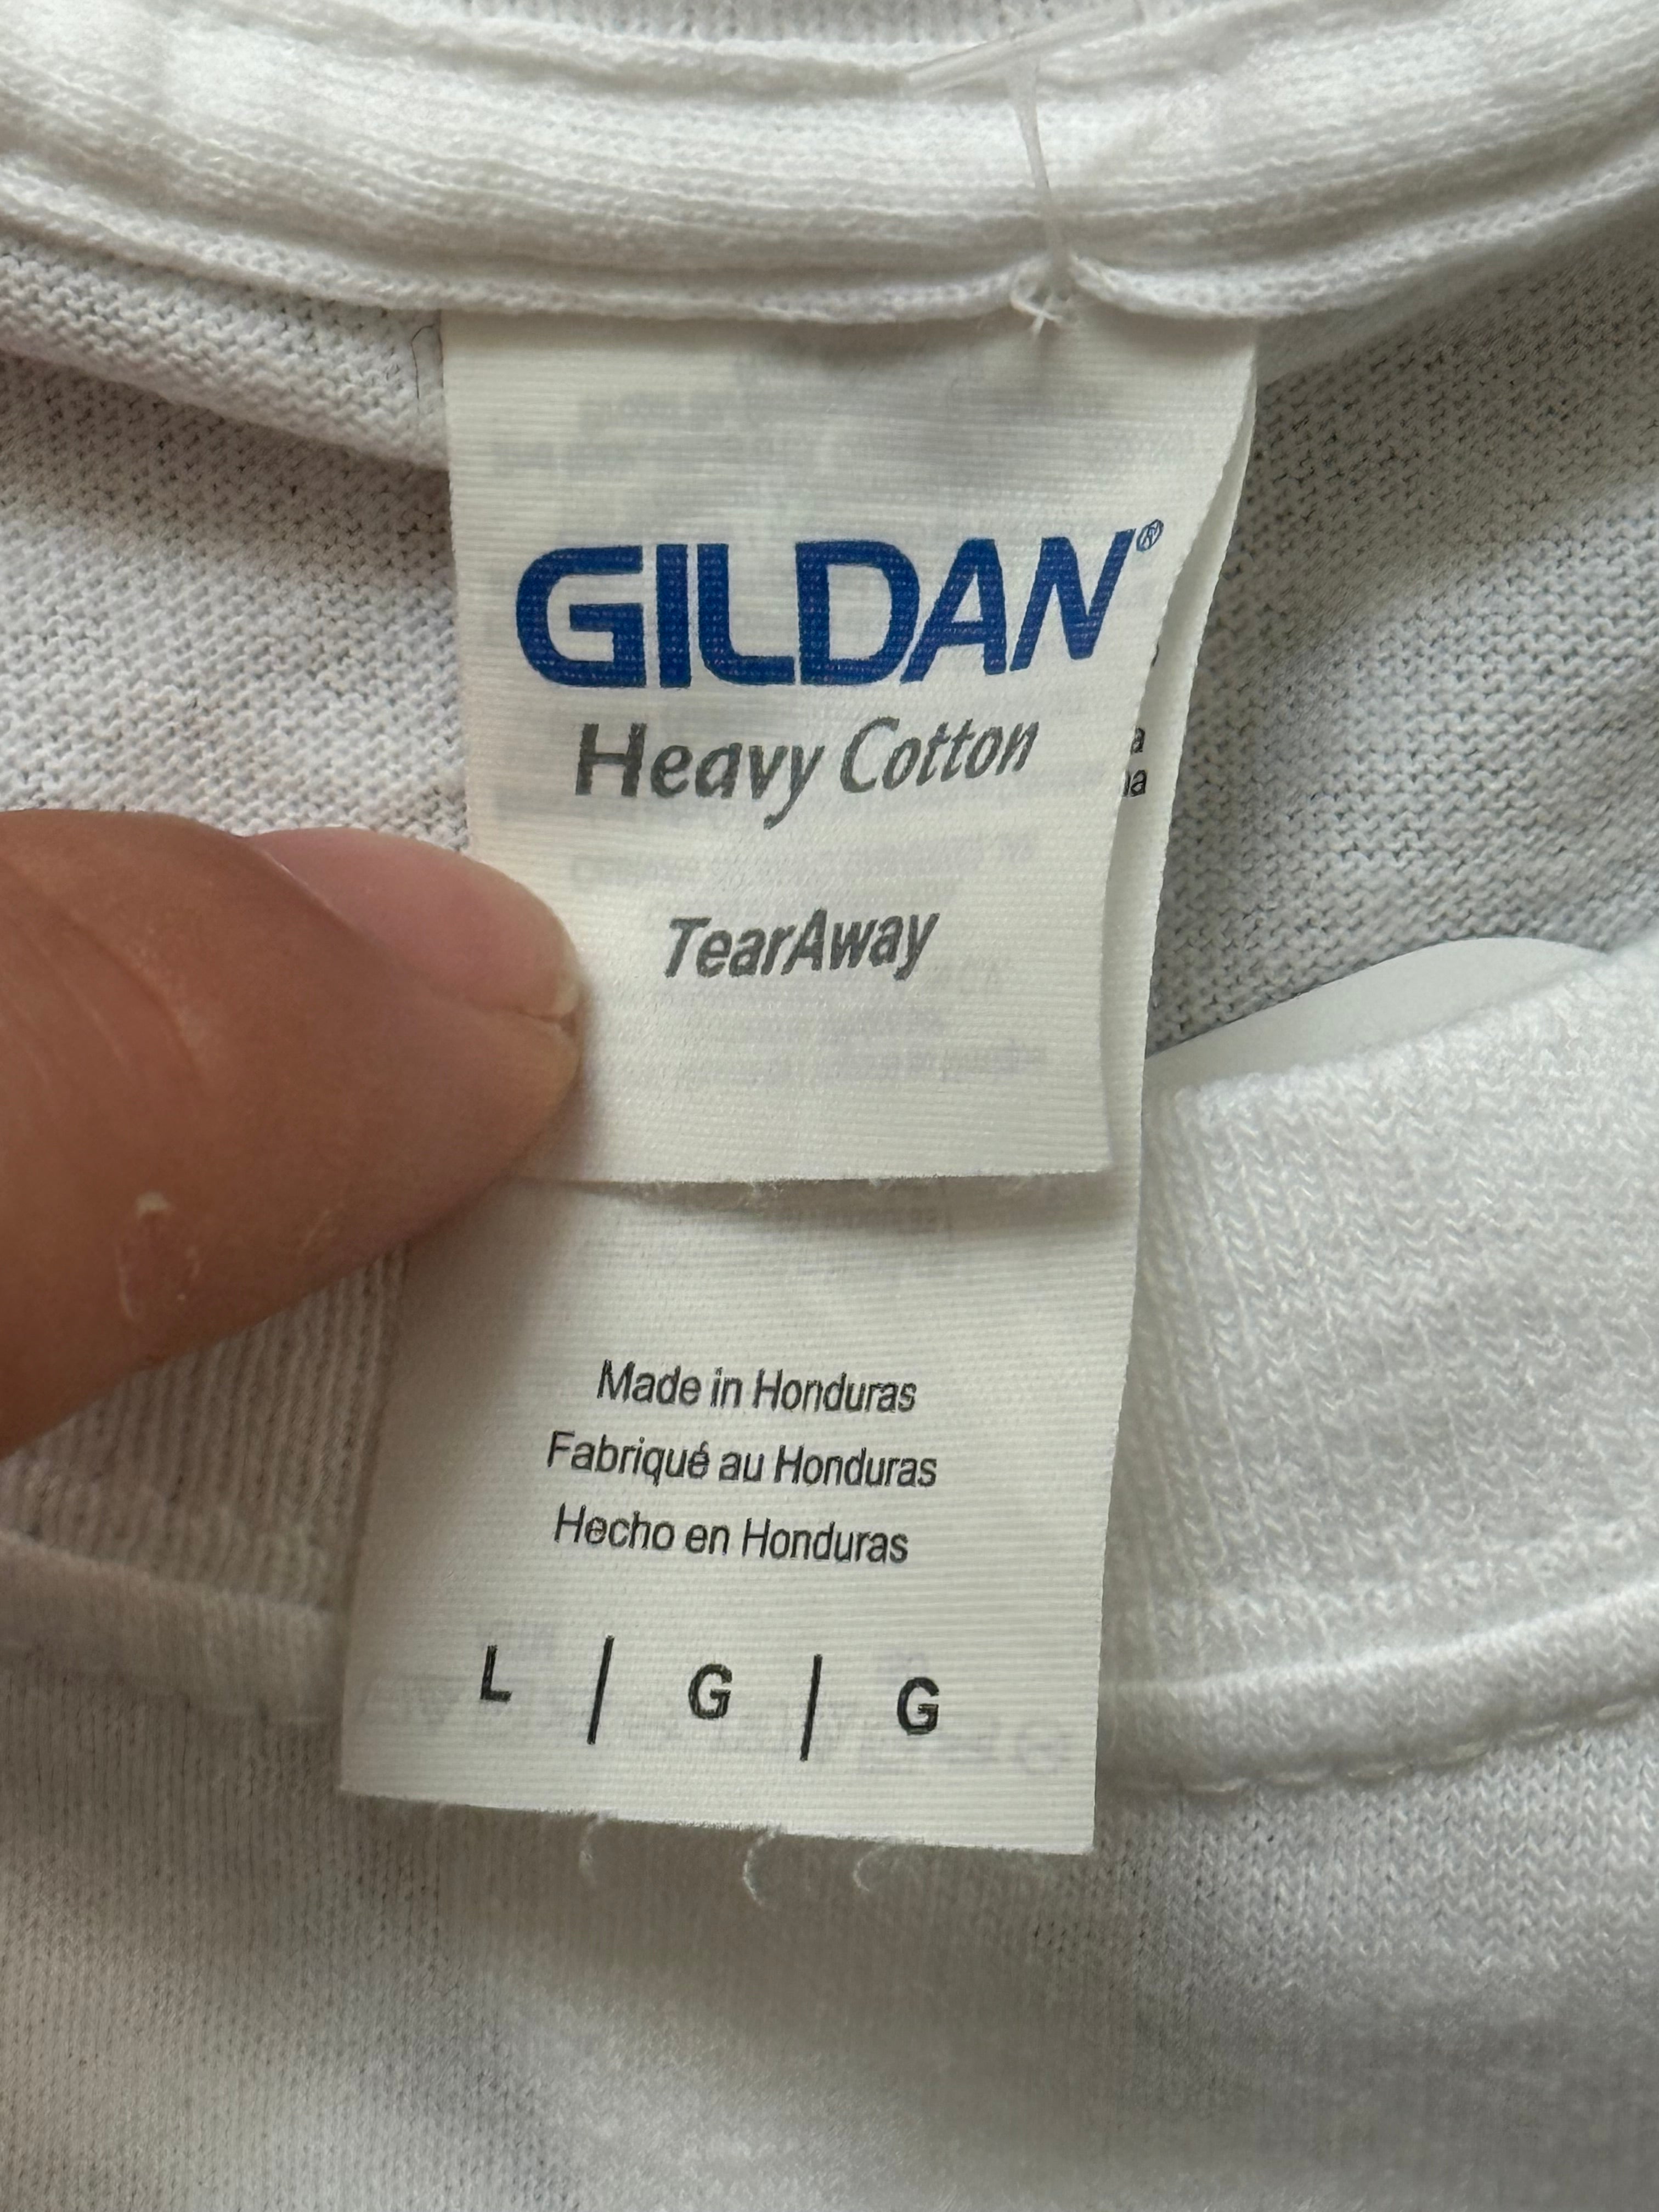 GILDAN®
Heavy Cotton
TearAway
Made in Honduras
Fabriqué au Honduras
Hecho en Honduras
L | G | G